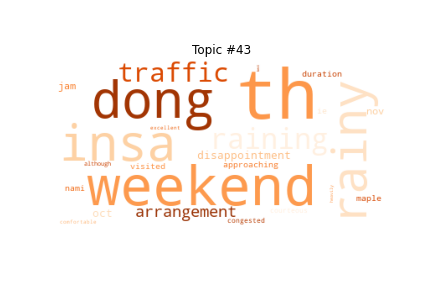 Topic #43
traffic
i
duration
jam
dong
th
rainy
nov
excellent
insa
raining
disappointment
although
visited
approaching
nami
weekend
maple
oct
arrangement
comfortable
congested